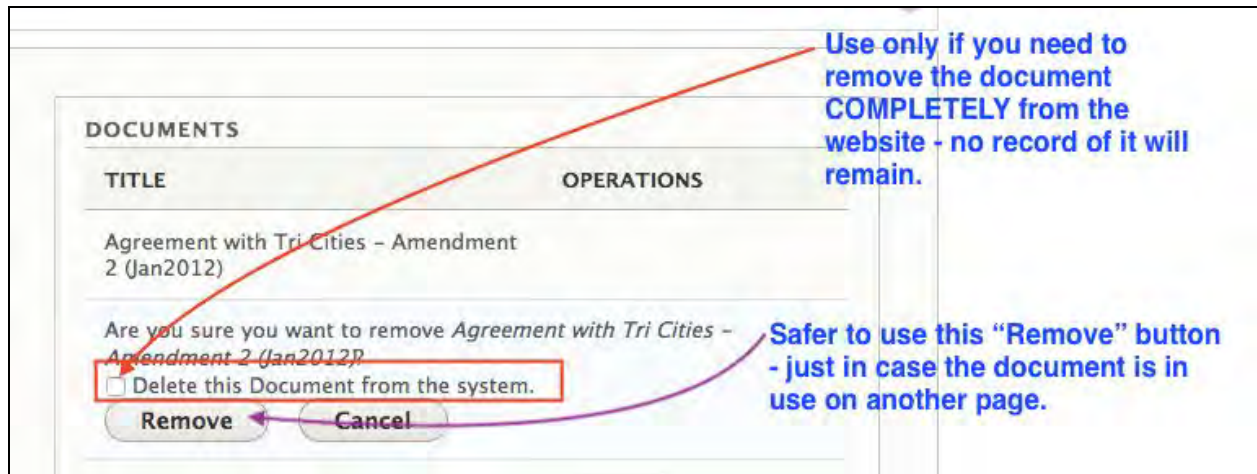 Use only if you need to
remove the document
COMPLETELY from the
website - no record of it will
remain.
DOCUMENTS
TITLE OPERATIONS
Agreement with Tri Cities – Amendment
2 (Jan2012)
Are you sure you want to remove Agreement with Tri Cities –
Amendment 2 (Jan2012)?
Delete this Document from the system.
Remove Cancel
Safer to use this “Remove” button
- just in case the document is in
use on another page.